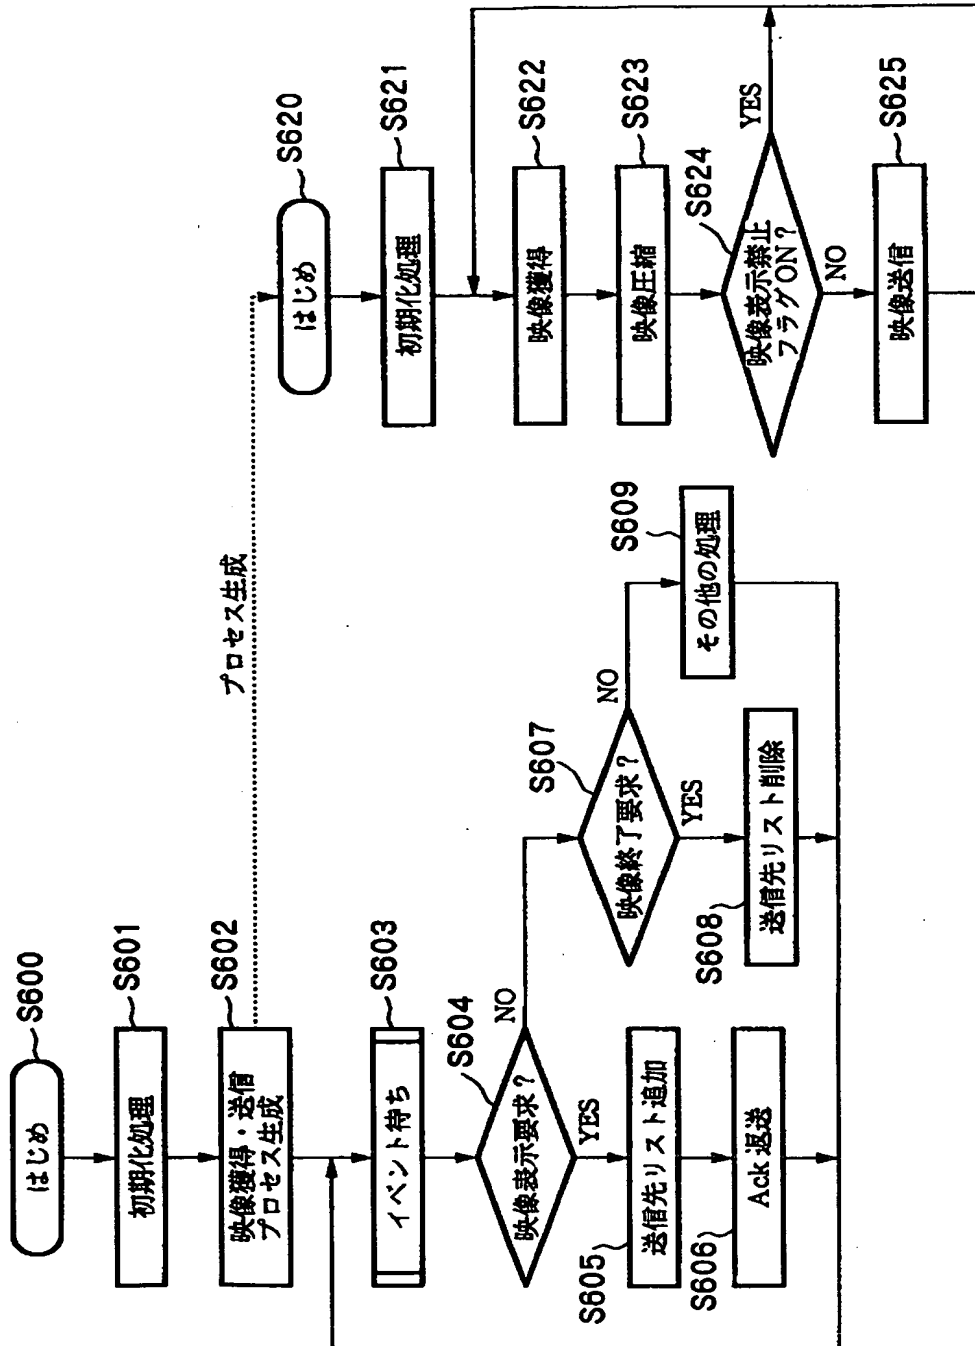 はじめ
S600
初期化処理
S601
映像獲得・送信
プロセス生成
S602
プロセス生成
イベント待ち
S603
映像表示要求？
S604
YES
NO
送信先リスト追加
S605
Ack 返送
S606
映像終了要求？
S607
YES
NO
送信先リスト削除
S608
その他の処理
S609
はじめ
S620
初期化処理
S621
映像獲得
S622
映像圧縮
S623
映像表示禁止
フラグON？
S624
YES
NO
映像送信
S625